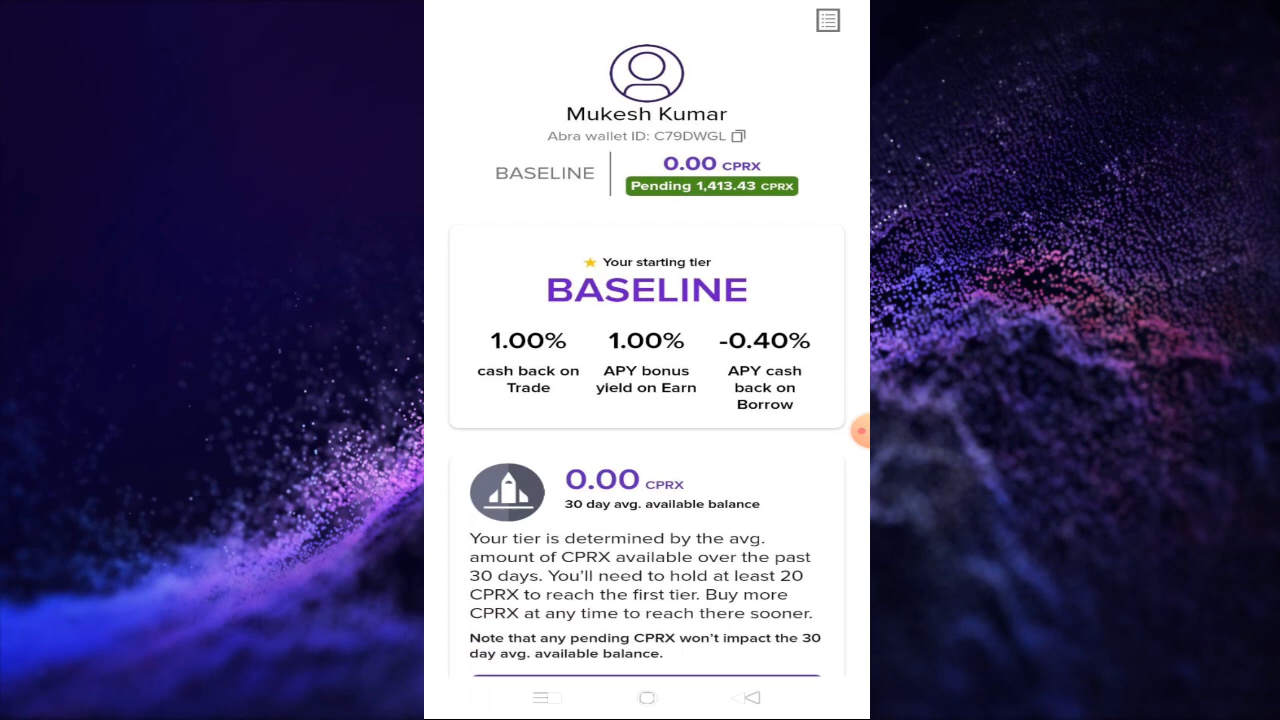 Mukesh Kumar
Abra wallet ID: C79DWGL
BASELINE
0.00 CPRX
Pending 1,413.43 CPRX
Your starting tier
BASELINE
1.00% 1.00% -0.40%
cash back on Trade
APY bonus yield on Earn
APY cash back on Borrow
0.00 CPRX
30 day avg. available balance
Your tier is determined by the avg.
amount of CPRX available over the past
30 days. You'll need to hold at least 20
CPRX to reach the first tier. Buy more
CPRX at any time to reach there sooner.
Note that any pending CPRX won't impact the 30
day avg. available balance.